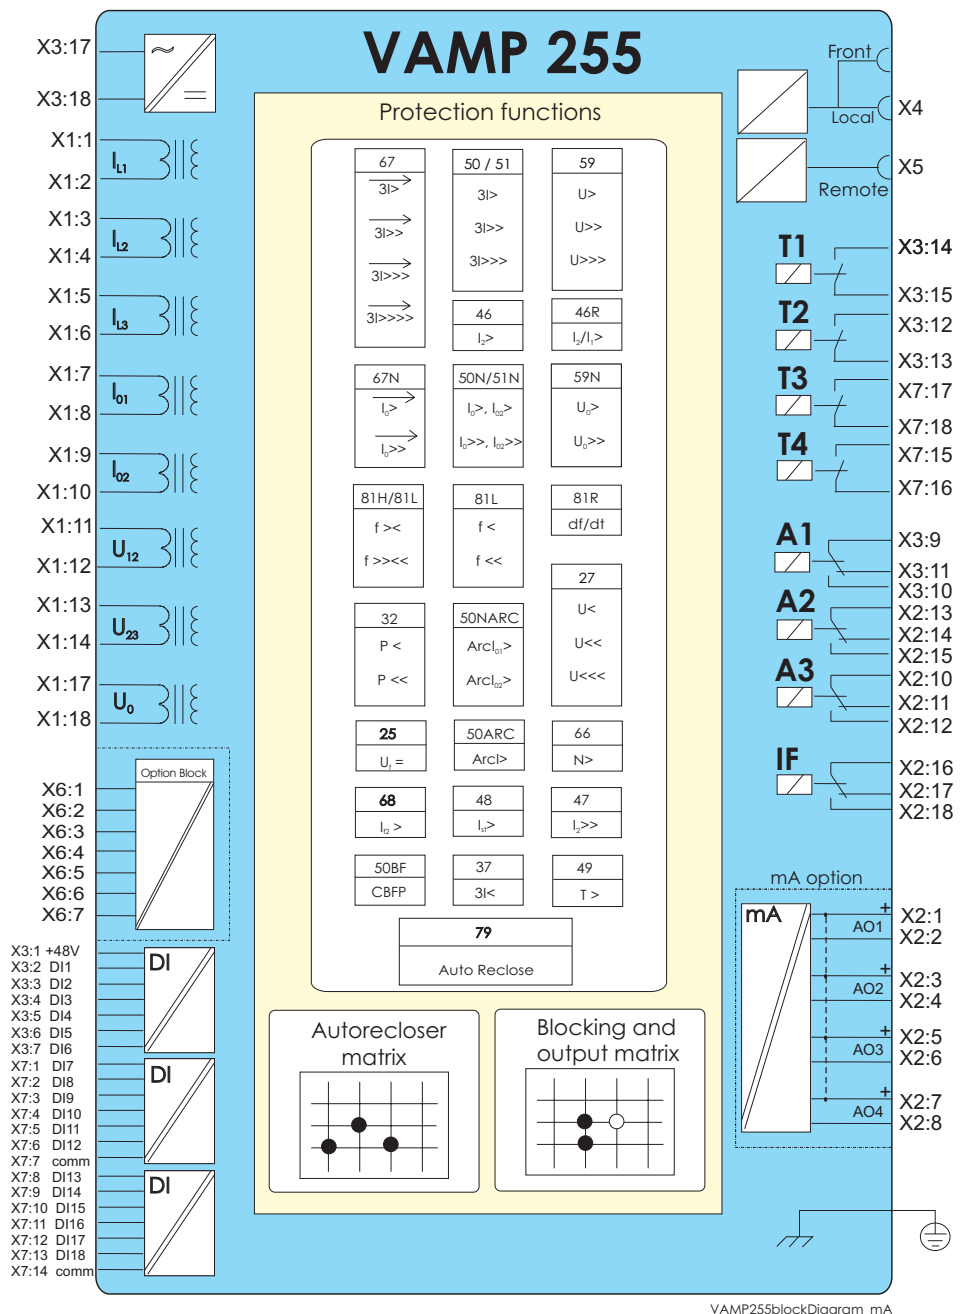 VAMP 255
X3:17
X3:18
X1:1
IL1
X1:2
X1:3
IL2
X1:4
X1:5
IL3
X1:6
X1:7
I01
X1:8
X1:9
I02
X1:10
X1:11
U12
X1:12
X1:13
U23
X1:14
X1:17
U0
X1:18
Option Block
X6:1
X6:2
X6:3
X6:4
X6:5
X6:6
X6:7
X3:1 +48V
X3:2 DI1
X3:3 DI2
X3:4 DI3
X3:5 DI4
X3:6 DI5
X3:7 DI6
DI
X7:1 DI7
X7:2 DI8
X7:3 DI9
X7:4 DI10
X7:5 DI11
X7:6 DI12
X7:7 comm
DI
X7:8 DI13
X7:9 DI14
X7:10 DI15
X7:11 DI16
X7:12 DI17
X7:13 DI18
X7:14 comm
DI
Protection functions
67
3I>
3I>>
3I>>>
3I>>>>
50 / 51
3I>
3I>>
3I>>>
59
U>
U>>
U>>>
46
I2>
46R
I2/I1>
67N
I0>
I0>>
50N/51N
I0>, I02>
I0>>, I02>>
59N
U0>
U0>>
81H/81L
f ><
f >><<
81L
f <
f <<
81R
df/dt
27
U<
U<<
U<<<
32
P <
P <<
50NARC
ArcI01>
ArcI02>
25
Uf =
50ARC
ArcI>
66
N>
68
If2 >
48
Ist>
47
I2>>
50BF
CBFP
37
3I<
49
T >
79
Auto Reclose
Autorecloser
matrix
Blocking and
output matrix
Front
Local
X4
X5
Remote
T1
X3:14
X3:15
T2
X3:12
X3:13
T3
X7:17
X7:18
T4
X7:15
X7:16
A1
X3:9
X3:11
X3:10
A2
X2:13
X2:14
X2:15
A3
X2:10
X2:11
X2:12
IF
X2:16
X2:17
X2:18
mA option
mA
+
X2:1
AO1
X2:2
+
X2:3
AO2
X2:4
+
X2:5
AO3
X2:6
+
X2:7
AO4
X2:8
VAMP255blockDiagram_mA